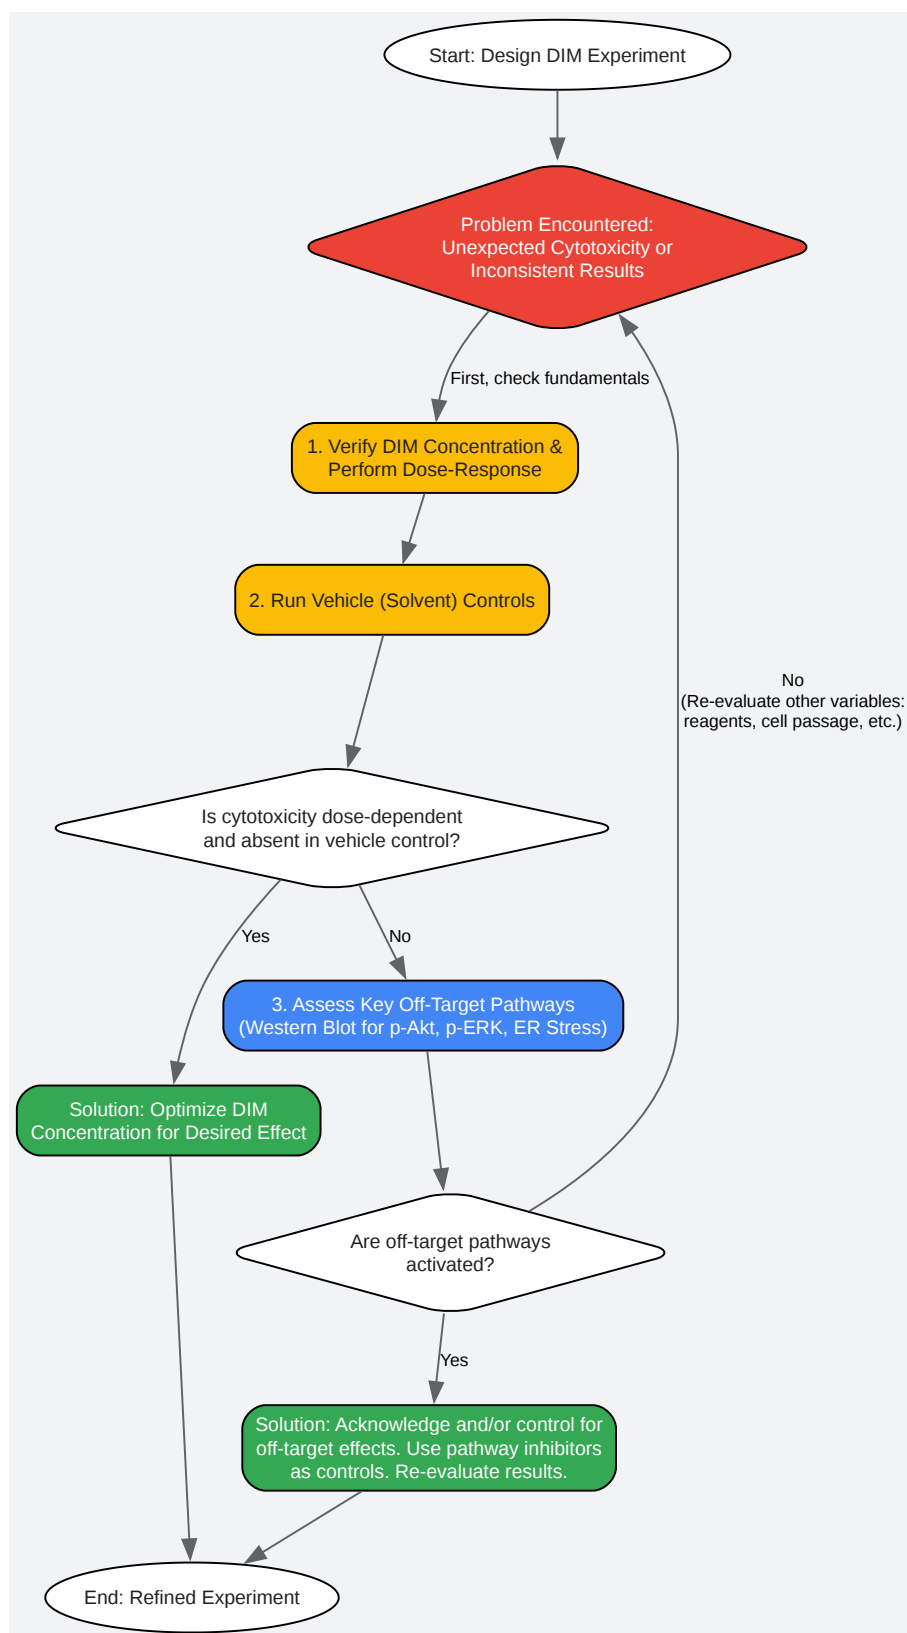 Start: Design DIM Experiment
Problem Encountered:
Unexpected Cytotoxicity or
Inconsistent Results
First, check fundamentals
1. Verify DIM Concentration &
Perform Dose-Response
2. Run Vehicle (Solvent) Controls
No
(Re-evaluate other variables:
reagents, cell passage, etc.)
Is cytotoxicity dose-dependent
and absent in vehicle control?
Yes
No
3. Assess Key Off-Target Pathways
(Western Blot for p-Akt, p-ERK, ER Stress)
Solution: Optimize DIM
Concentration for Desired Effect
Are off-target pathways
activated?
Yes
Solution: Acknowledge and/or control for
off-target effects. Use pathway inhibitors
as controls. Re-evaluate results.
End: Refined Experiment